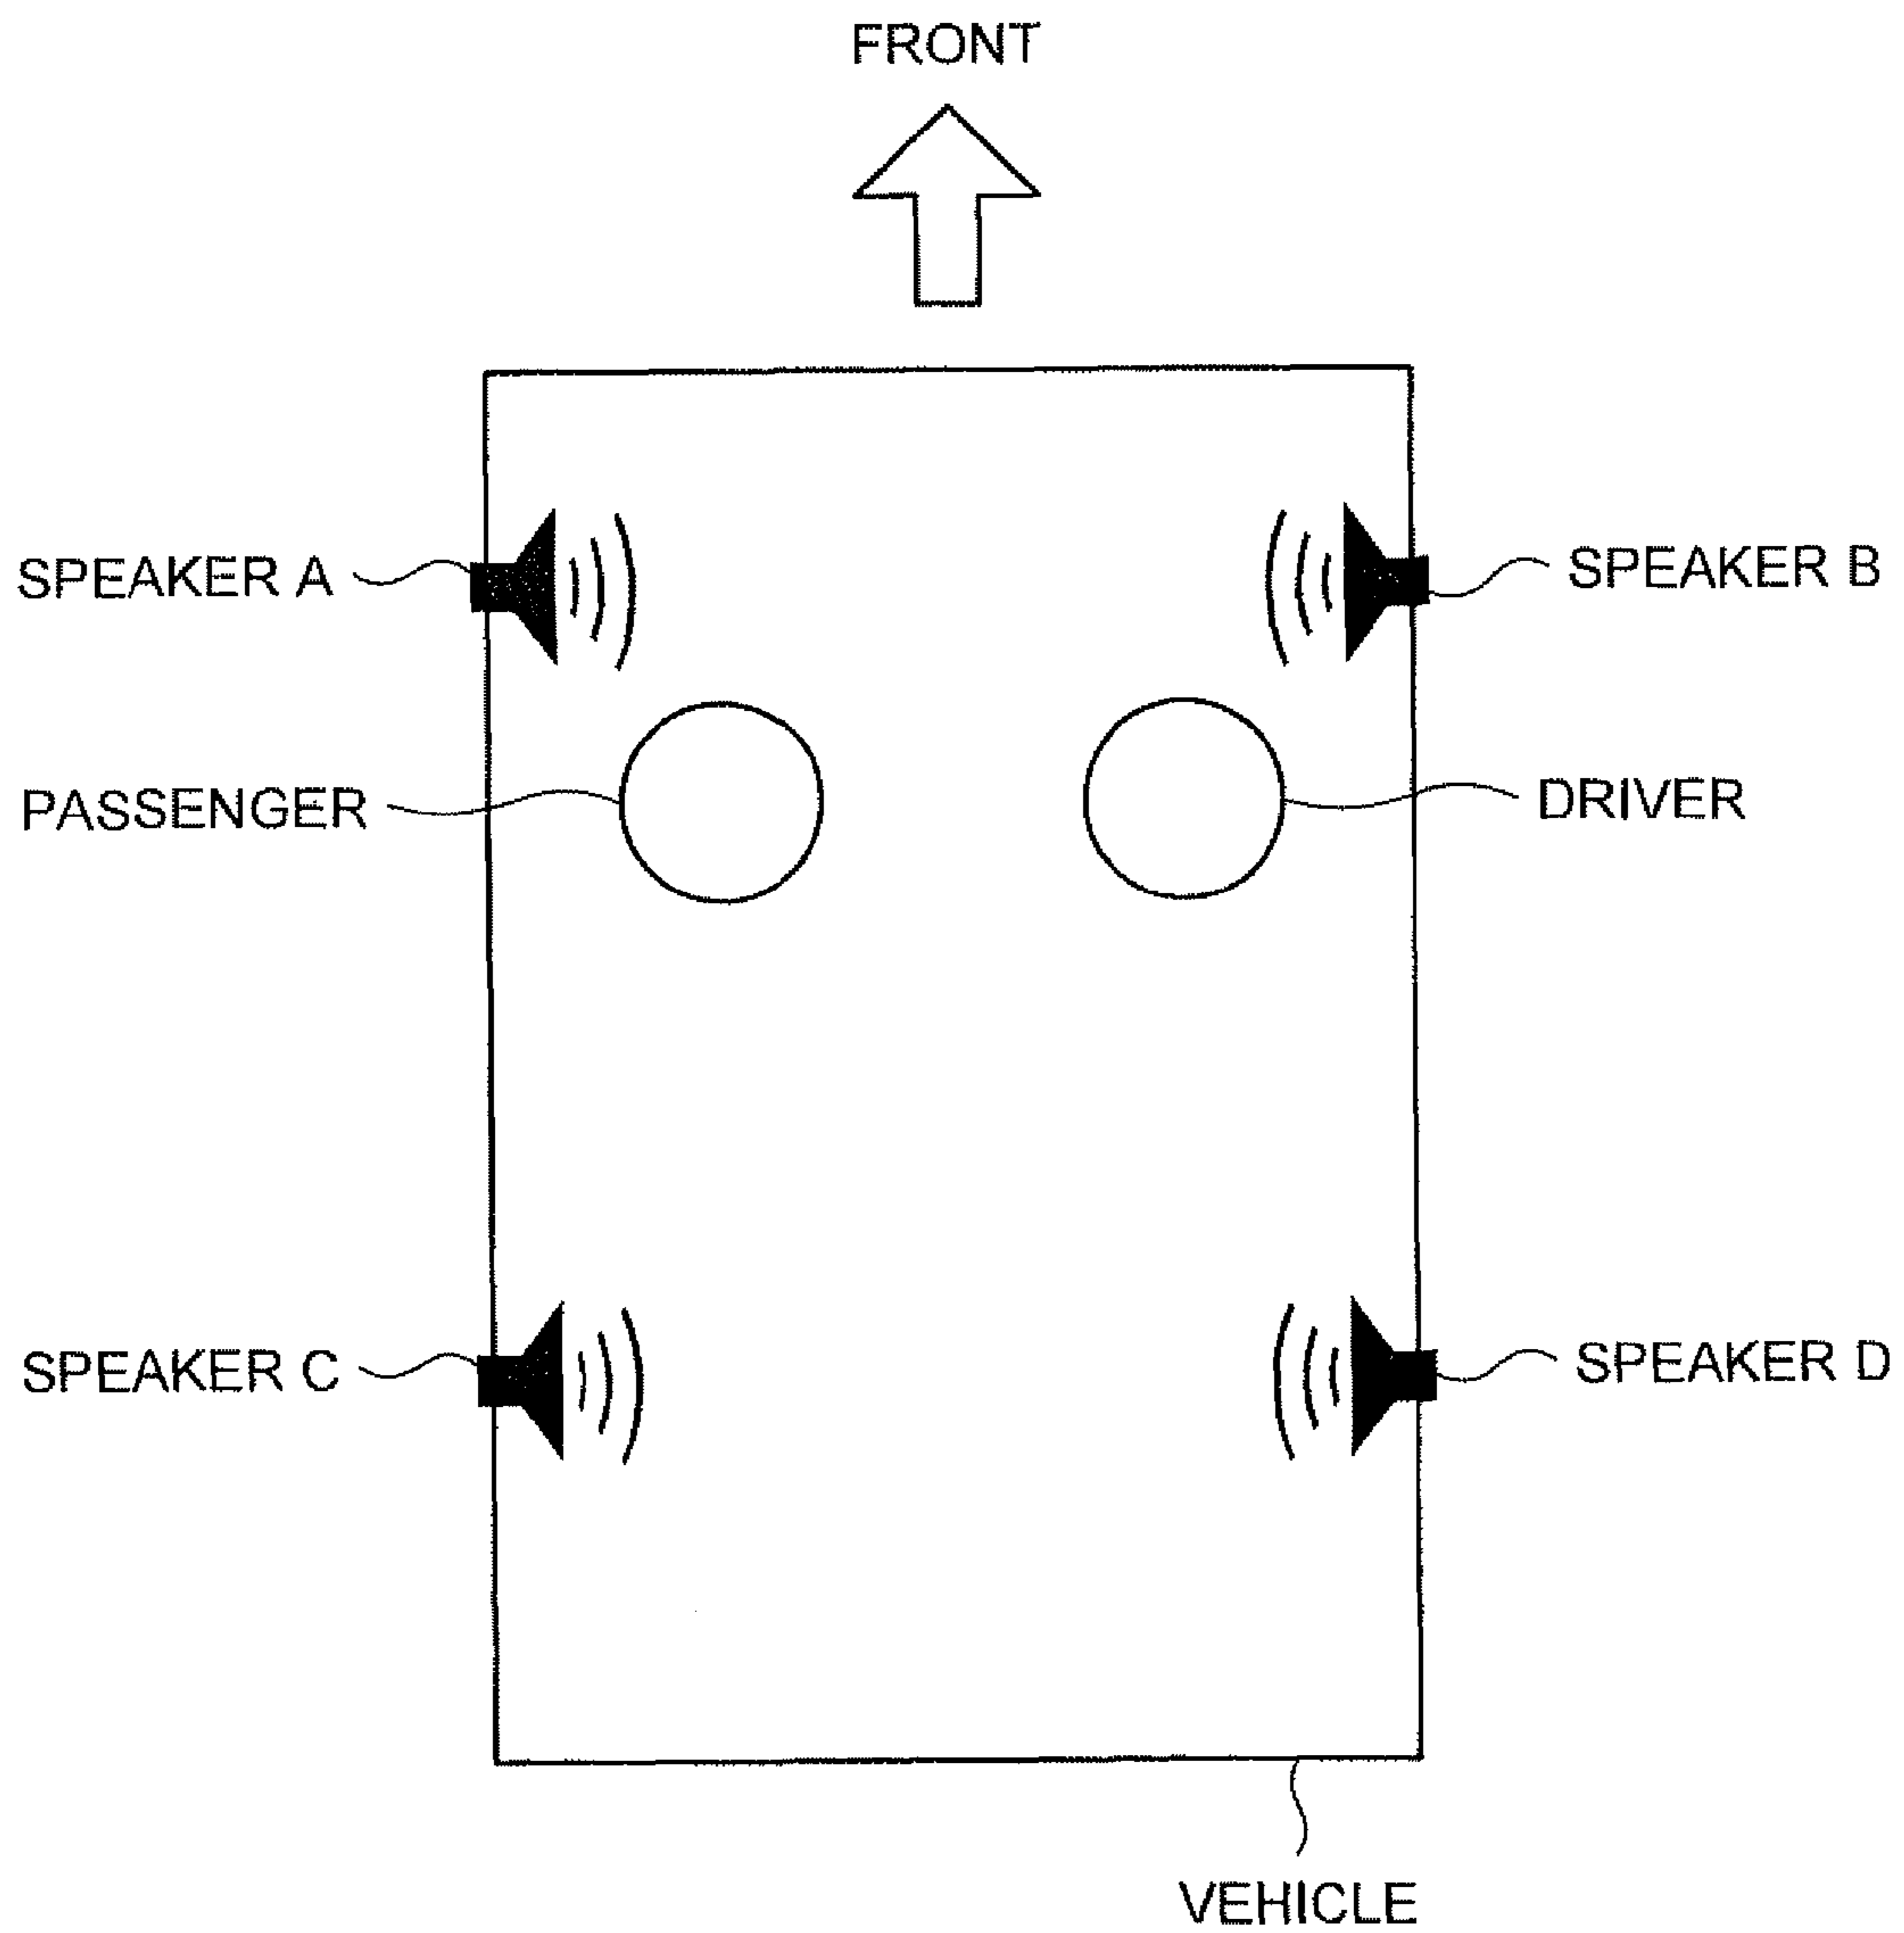 FRONT
SPEAKER A
SPEAKER B
PASSENGER
DRIVER
SPEAKER C
SPEAKER D
VEHICLE